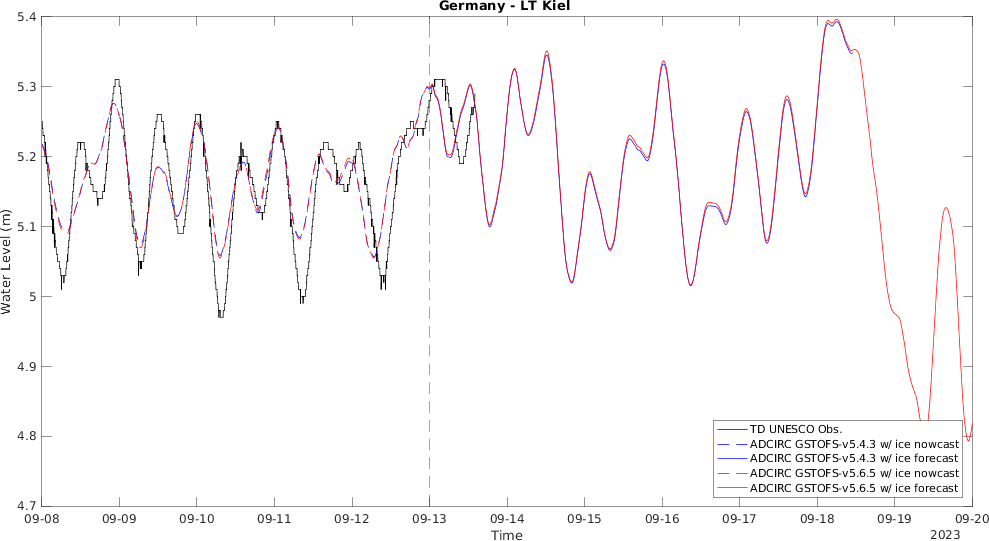 Germany - LT Kiel
Water Level (m)
5.4
5.3
5.2
5.1
5
4.9
4.8
4.7
TD UNESCO Obs.
ADCIRC GSTOFS-v5.4.3 w/ ice nowcast
ADCIRC GSTOFS-v5.4.3 w/ ice forecast
ADCIRC GSTOFS-v5.6.5 w/ ice nowcast
ADCIRC GSTOFS-v5.6.5 w/ ice forecast
09-08 09-09 09-10 09-11 09-12 09-13 09-14 09-15 09-16 09-17 09-18 09-19 09-20
Time
2023